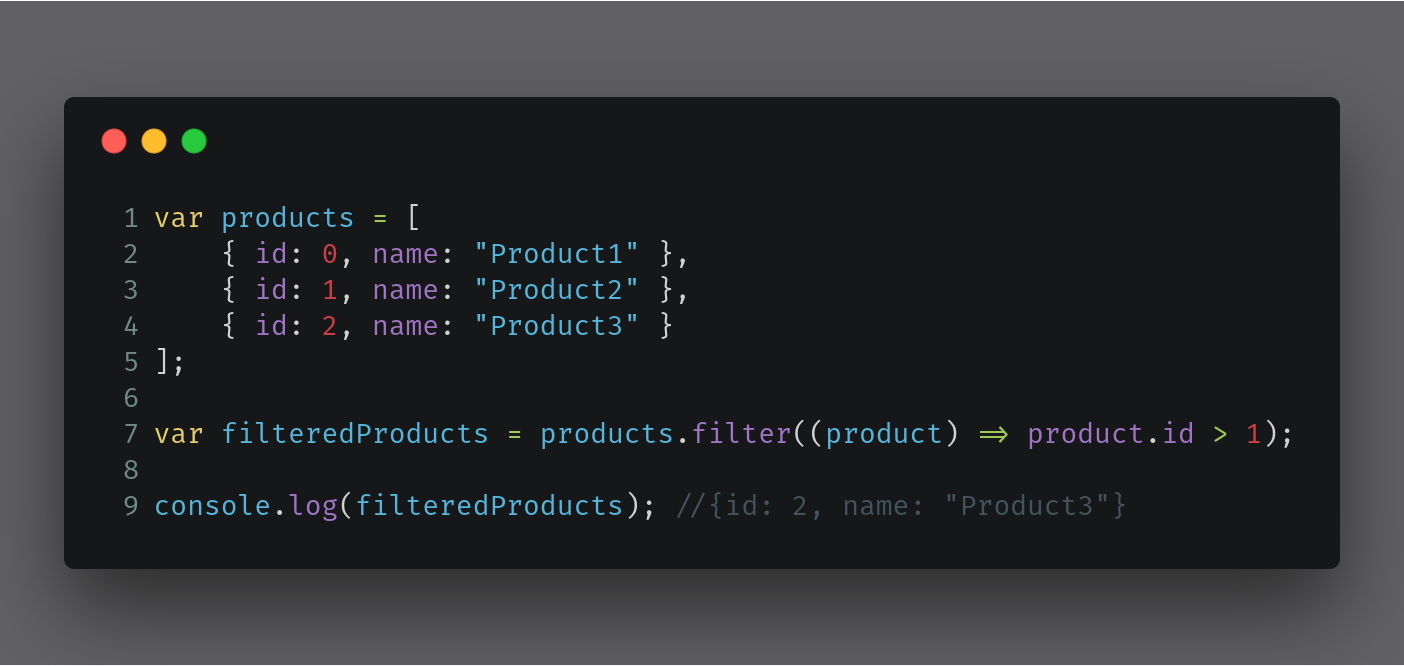 1 var products = [
2     { id: 0, name: "Product1" },
3     { id: 1, name: "Product2" },
4     { id: 2, name: "Product3" }
5 ];
6
7 var filteredProducts = products.filter((product) => product.id > 1);
8
9 console.log(filteredProducts); //{id: 2, name: "Product3"}